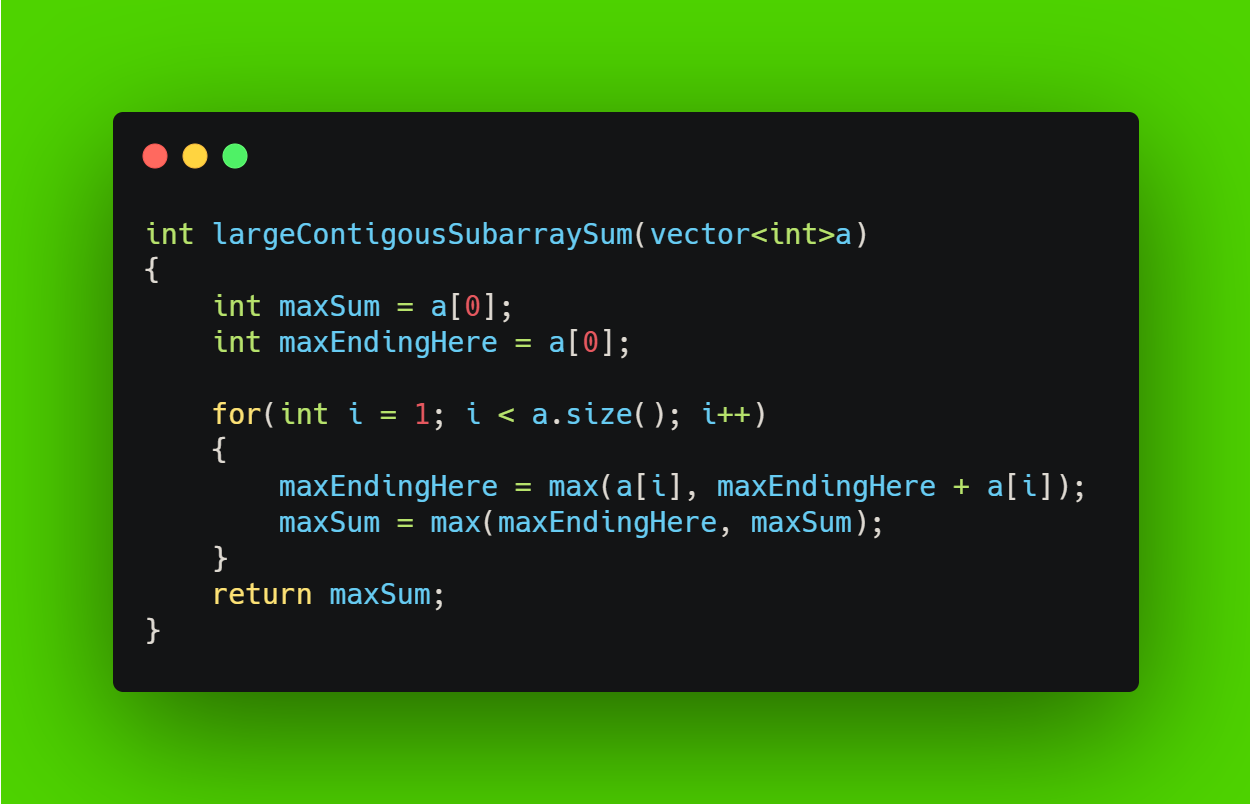 int largeContigousSubarraySum(vector<int>a)
{
    int maxSum = a[0];
    int maxEndingHere = a[0];

    for(int i = 1; i < a.size(); i++)
    {
        maxEndingHere = max(a[i], maxEndingHere + a[i]);
        maxSum = max(maxEndingHere, maxSum);
    }
    return maxSum;
}